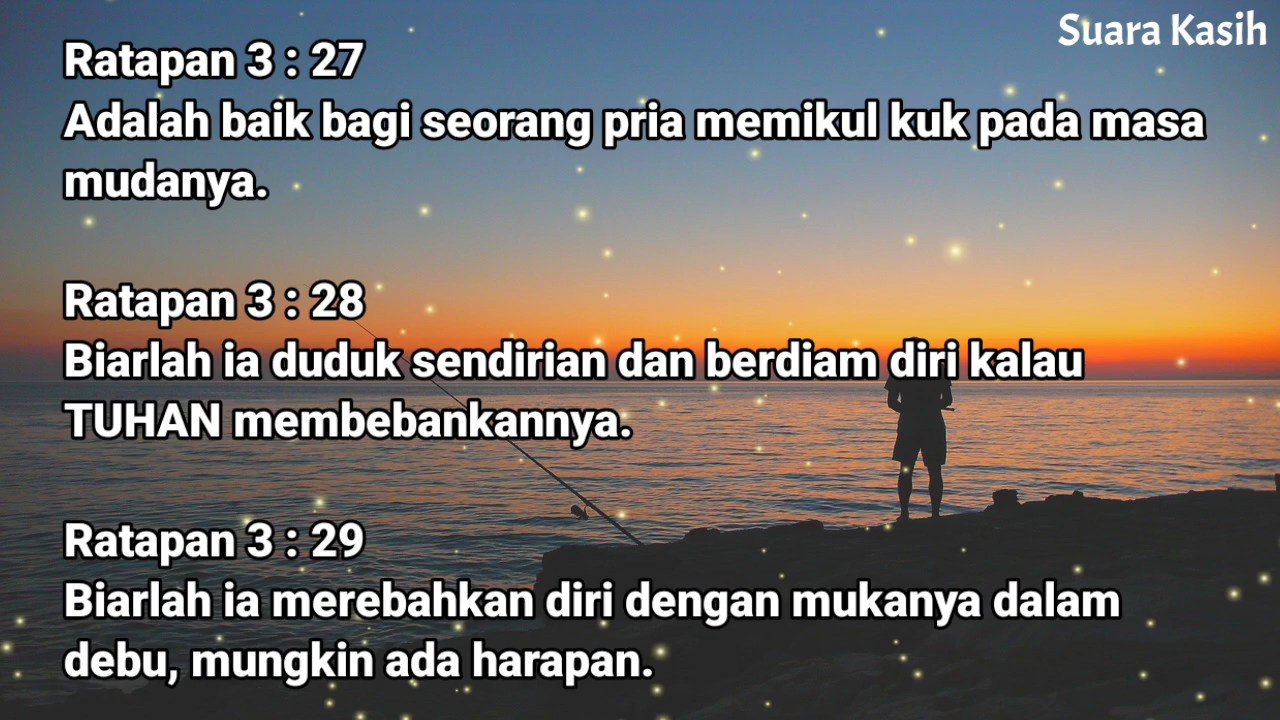 Suara Kasih
Ratapan 3 : 27
Adalah baik bagi seorang pria memikul kuk pada masa
mudanya.
Ratapan 3 : 28
Biarlah ia duduk sendirian dan berdiam diri kalau
TUHAN membebankannya.
Ratapan 3 : 29
Biarlah ia merebahkan diri dengan mukanya dalam
debu, mungkin ada harapan.